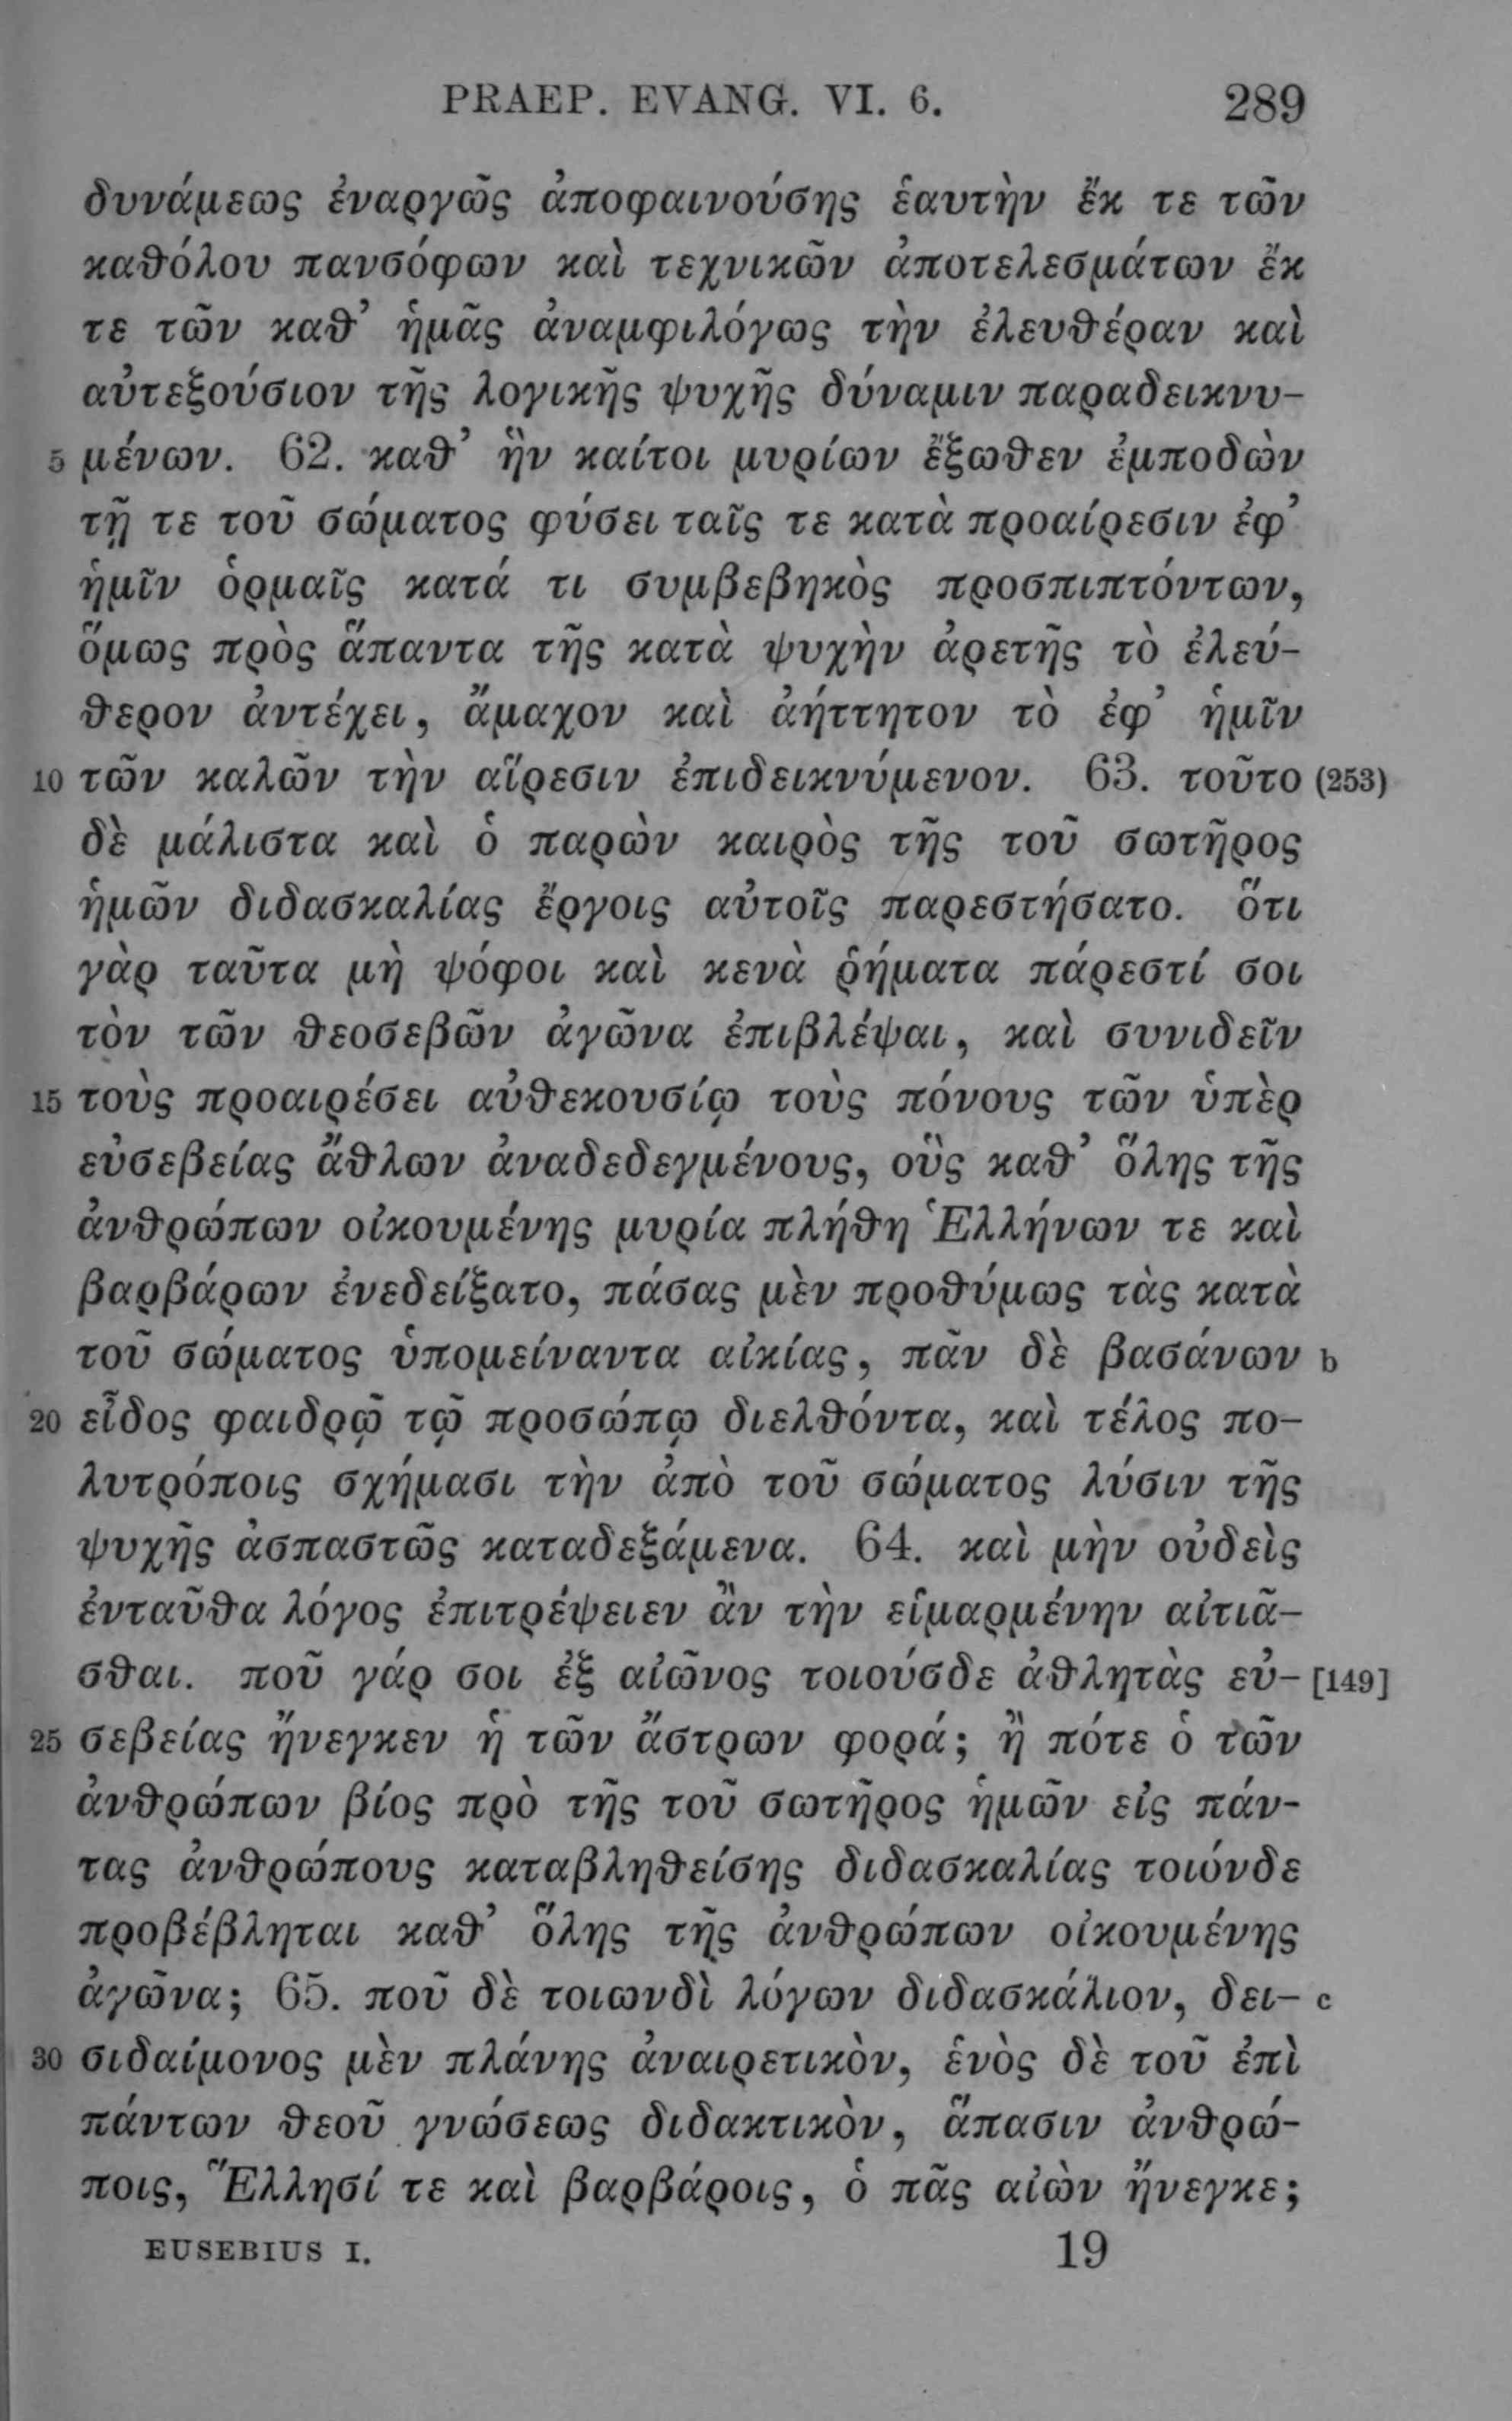 PRAEP. EVANG. VI. 6. 289
δυνάμεως ἐναργῶς ἀποφαινούσης ἑαυτὴν ἔκ τε τῶν
καθόλου πανσόφων καὶ τεχνικῶν ἀποτελεσμάτων ἔκ
τε τῶν καθ’ ἡμᾶς ἀναμφιλόγως τὴν ἐλευθέραν καὶ
αὐτεξούσιον τῆς λογικῆς ψυχῆς δύναμιν παραδεικνυ-
5 μένων. 62. καθ’ ἣν καίτοι μυρίων ἔξωθεν ἐμποδὼν
τῇ τε τοῦ σώματος φύσει ταῖς τε κατὰ προαίρεσιν ἐφ’
ἡμῖν ὁρμαῖς κατά τι συμβεβηκὸς προσπιπτόντων,
ὅμως πρὸς ἅπαντα τῆς κατὰ ψυχὴν ἀρετῆς τὸ ἐλεύ-
θερον ἀντέχει, ἄμαχον καὶ ἀήττητον τὸ ἐφ’ ἡμῖν
10 τῶν καλῶν τὴν αἵρεσιν ἐπιδεικνύμενον. 63. τοῦτο (253)
δὲ μάλιστα καὶ ὁ παρὼν καιρὸς τῆς τοῦ σωτῆρος
ἡμῶν διδασκαλίας ἔργοις αὐτοῖς παρεστήσατο. ὅτι
γὰρ ταῦτα μὴ ψόφοι καὶ κενὰ ῥήματα πάρεστί σοι
τὸν τῶν θεοσεβῶν ἀγῶνα ἐπιβλέψαι, καὶ συνιδεῖν
15 τοὺς προαιρέσει αὐθεκουσίῳ τοὺς πόνους τῶν ὑπὲρ
εὐσεβείας ἄθλων ἀναδεδεγμένους, οὓς καθ’ ὅλης τῆς
ἀνθρώπων οἰκουμένης μυρία πλήθη Ἑλλήνων τε καὶ
βαρβάρων ἐνεδείξατο, πάσας μὲν προθύμως τὰς κατὰ
τοῦ σώματος ὑπομείναντα αἰκίας, πᾶν δὲ βασάνων b
20 εἶδος φαιδρῷ τῷ προσώπῳ διελθόντα, καὶ τέλος πο-
λυτρόποις σχήμασι τὴν ἀπὸ τοῦ σώματος λύσιν τῆς
ψυχῆς ἀσπαστῶς καταδεξάμενα. 64. καὶ μὴν οὐδεὶς
ἐνταῦθα λόγος ἐπιτρέψειεν ἂν τὴν εἱμαρμένην αἰτιᾶ-
σθαι. ποῦ γάρ σοι ἐξ αἰῶνος τοιούσδε ἀθλητὰς εὐ- [149]
25 σεβείας ἤνεγκεν ἡ τῶν ἄστρων φορά; ἢ πότε ὁ τῶν
ἀνθρώπων βίος πρὸ τῆς τοῦ σωτῆρος ἡμῶν εἰς πάν-
τας ἀνθρώπους καταβληθείσης διδασκαλίας τοιόνδε
προβέβληται καθ’ ὅλης τῆς ἀνθρώπων οἰκουμένης
ἀγῶνα; 65. ποῦ δὲ τοιωνδὶ λόγων διδασκάλιον, δει- c
30 σιδαίμονος μὲν πλάνης ἀναιρετικὸν, ἑνὸς δὲ τοῦ ἐπὶ
πάντων θεοῦ γνώσεως διδακτικὸν, ἅπασιν ἀνθρώ-
ποις, Ἕλλησί τε καὶ βαρβάροις, ὁ πᾶς αἰὼν ἤνεγκε;
EUSEBIUS I. 19